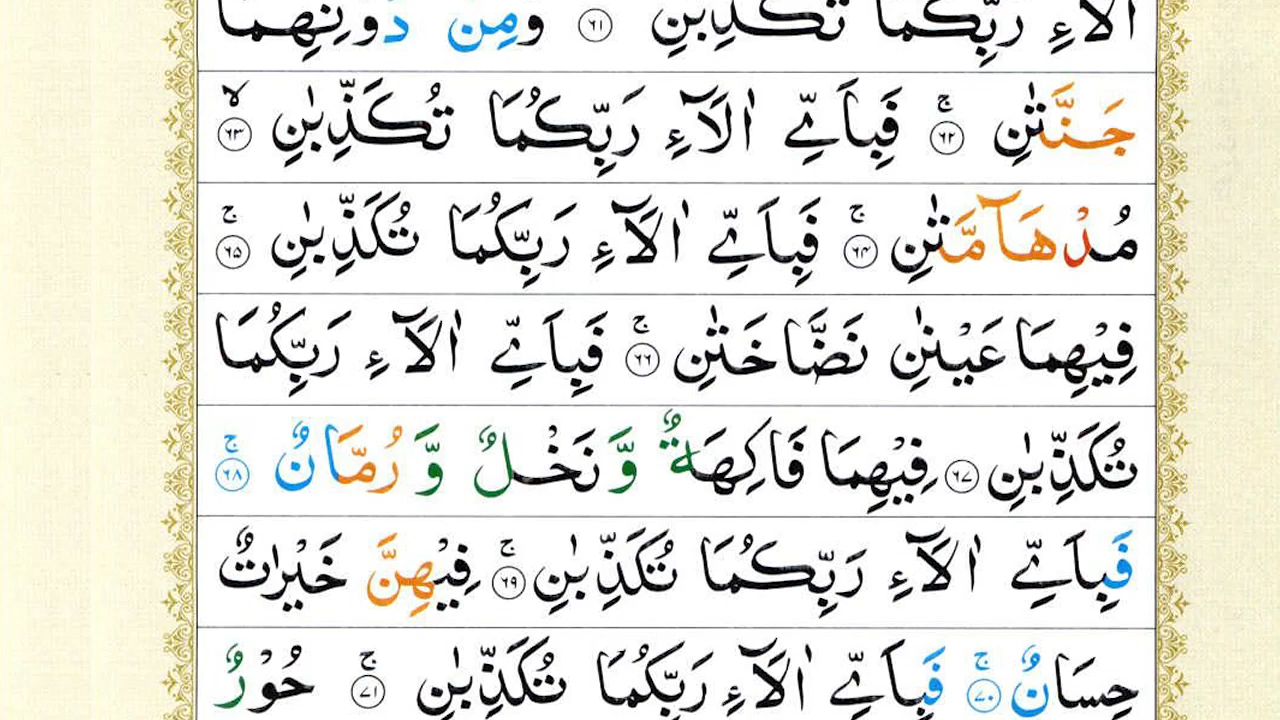 اٰلَآءِ رَبِّكُمَا تُكَذِّبٰنِ ۝٦١ وَمِنْ دُوْنِهِمَا
جَنَّتٰنِ ۝٦٢ۚ فَبِاَىِّ اٰلَآءِ رَبِّكُمَا تُكَذِّبٰنِ ۝٦٣ۙ
مُدْهَآمَّتٰنِ ۝٦٤ۚ فَبِاَىِّ اٰلَآءِ رَبِّكُمَا تُكَذِّبٰنِ ۝٦٥ۚ
فِيْهِمَا عَيْنٰنِ نَضَّاخَتٰنِ ۝٦٦ۚ فَبِاَىِّ اٰلَآءِ رَبِّكُمَا
تُكَذِّبٰنِ ۝٦٧ فِيْهِمَا فَاكِهَةٌ وَّنَخْلٌ وَّرُمَّانٌ ۝٦٨ۚ
فَبِاَىِّ اٰلَآءِ رَبِّكُمَا تُكَذِّبٰنِ ۝٦٩ۚ فِيْهِنَّ خَيْرٰتٌ
حِسَانٌ ۝٧٠ۚ فَبِاَىِّ اٰلَآءِ رَبِّكُمَا تُكَذِّبٰنِ ۝٧١ۚ حُوْرٌ